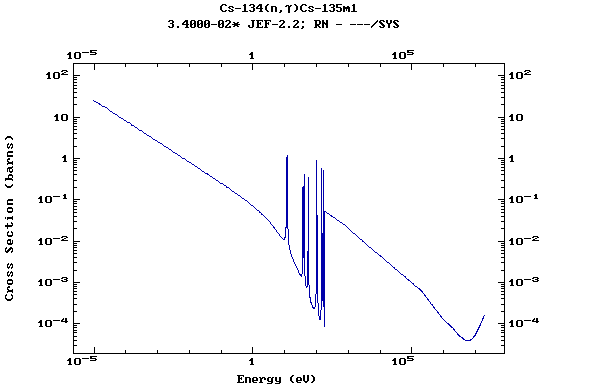 Cs-134(n,γ)Cs-135m1
3.4000-02* JEF-2.2; RN - ---/SYS
10⁻⁵ 1 10⁵
10² 10²
10 10
1 1
10⁻¹ 10⁻¹
10⁻² 10⁻²
10⁻³ 10⁻³
10⁻⁴ 10⁻⁴
Cross Section (barns)
10⁻⁵ 1 10⁵
Energy (eV)